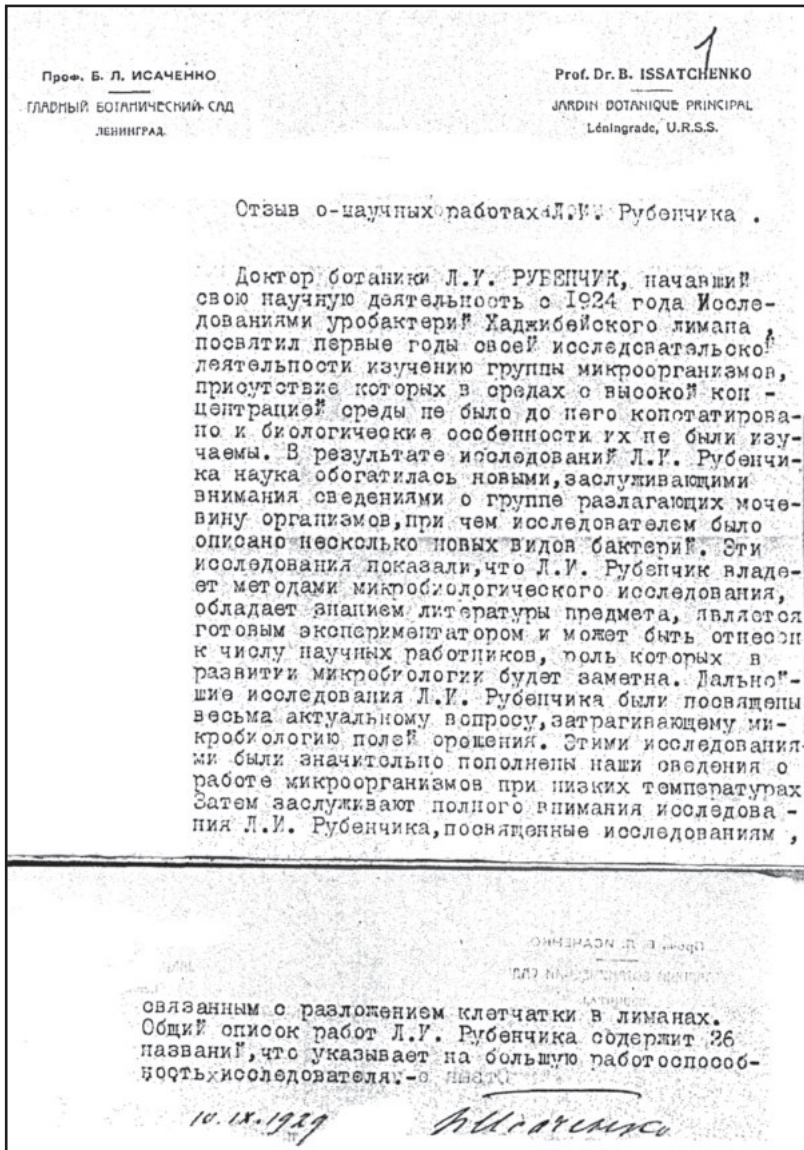 1
Проф. Б. Л. ИСАЧЕНКО
ГЛАВНЫЙ БОТАНИЧЕСКИЙ САД
ЛЕНИНГРАД.
Prof. Dr. B. ISSATCHENKO
JARDIN BOTANIQUE PRINCIPAL
Léningrade, U.R.S.S.
Отзыв о научных работах Л.И. Рубенчика .
Доктор ботаники Л.И. РУБЕНЧИК, начавший
свою научную деятельность с 1924 года Иссле-
дованиями уробактерий Хаджибейского лимана ,
посвятил первые годы своей исследовательской
деятельности изучению группы микроорганизмов,
присутствие которых в средах с высокой кон -
центрацией среды не было до него конотатирова-
но и биологические особенности их не были изу-
чаемы. В результате исследований Л.И. Рубенчи-
ка наука обогатилась новыми,заслуживающими
внимания сведениями о группе разлагающих моче-
вину организмов,при чем исследователем было
описано несколько новых видов бактерий. Эти
исследования показали,что Л.И. Рубенчик владе-
ет методами микробиологического исследования,
обладает знанием литературы предмета, является
готовым экспериментатором и может быть отнесен
к числу научных работников, роль которых в
развитии микробиологии будет заметна. Дальней-
шие исследования Л.И. Рубенчика были посвящены
весьма актуальному вопросу,затрагивающему ми-
кробиологию полей орошения. Этими исследования-
ми были значительно пополнены наши сведения о
работе микроорганизмов при низких температурах
Затем заслуживают полного внимания исследова -
ния Л.И. Рубенчика,посвященные исследованиям ,
связанным с разложением клетчатки в лиманах.
Общий список работ Л.И. Рубенчика содержит 26
названий,что указывает на большую работоспособ-
ность исследователя.-
10.IX.1929
БИсаченко